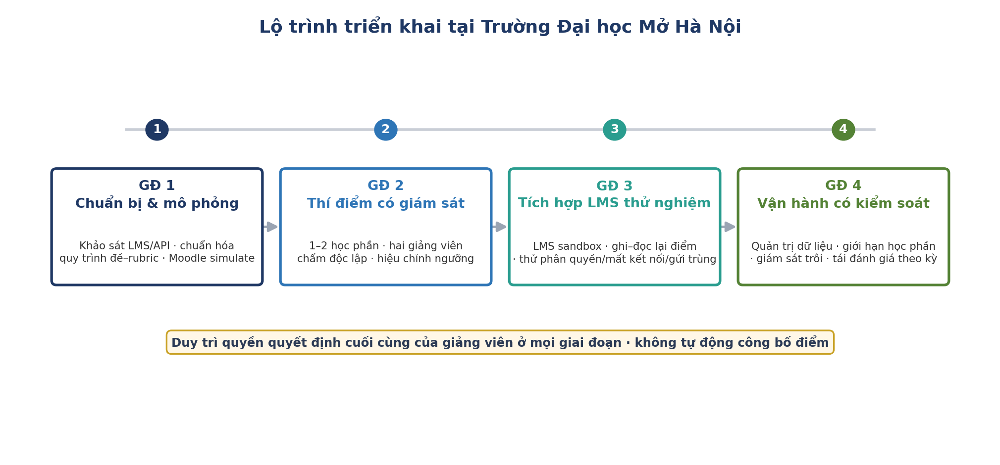 Lộ trình triển khai tại Trường Đại học Mở Hà Nội
1
2
3
4
GĐ 1
Chuẩn bị & mô phỏng
Khảo sát LMS/API · chuẩn hóa
quy trình đề–rubric · Moodle simulate
GĐ 2
Thí điểm có giám sát
1–2 học phần · hai giảng viên
chấm độc lập · hiệu chỉnh ngưỡng
GĐ 3
Tích hợp LMS thử nghiệm
LMS sandbox · ghi–đọc lại điểm
· thử phân quyền/mất kết nối/gửi trùng
GĐ 4
Vận hành có kiểm soát
Quản trị dữ liệu · giới hạn học phần
· giám sát trôi · tái đánh giá theo kỳ
Duy trì quyền quyết định cuối cùng của giảng viên ở mọi giai đoạn · không tự động công bố điểm